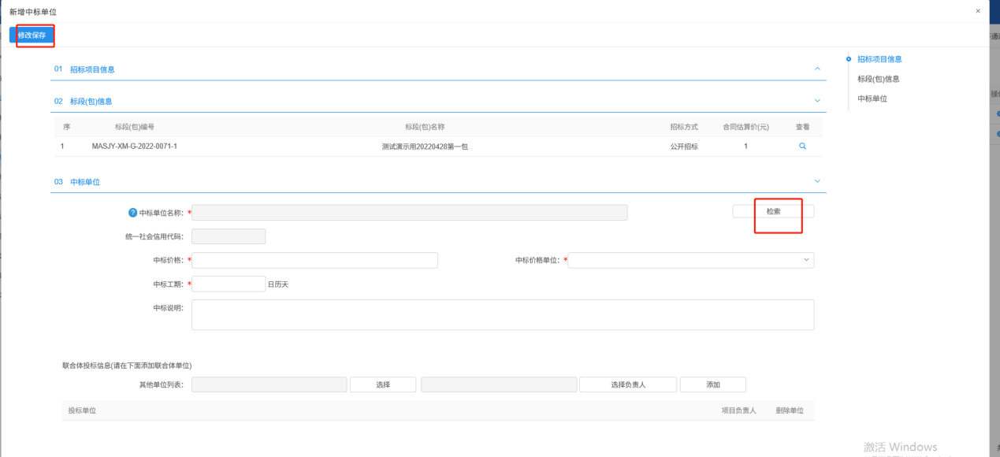 新增中标单位 ×
修改保存
01 招标项目信息
02 标段(包)信息
序 标段(包)编号 标段(包)名称 招标方式 合同估算价(元) 查看
1 MASJY-XM-G-2022-0071-1 测试演示用20220428第一包 公开招标 1
03 中标单位
? 中标单位名称: * 检索
统一社会信用代码:
中标价格: * 中标价格单位: *
中标工期: * 日历天
中标说明:
联合体投标信息(请在下面添加联合体单位)
其他单位列表: 选择 选择负责人 添加
投标单位 项目负责人 删除单位
招标项目信息
标段(包)信息
中标单位
激活 Windows